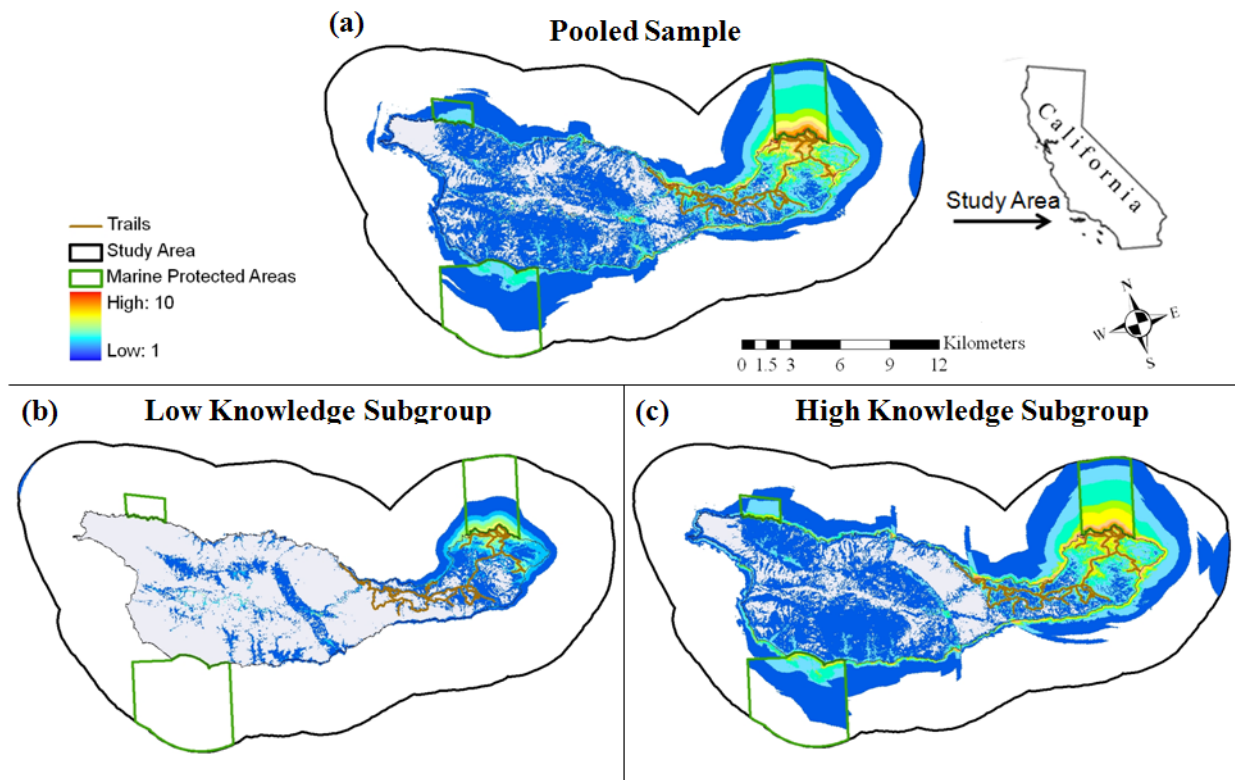 (a)
Pooled Sample
California
Study Area
Trails
Study Area
Marine Protected Areas
High: 10
Low: 1
N
W
E
S
Kilometers
0 1.5 3 6 9 12
(b)
Low Knowledge Subgroup
(c)
High Knowledge Subgroup